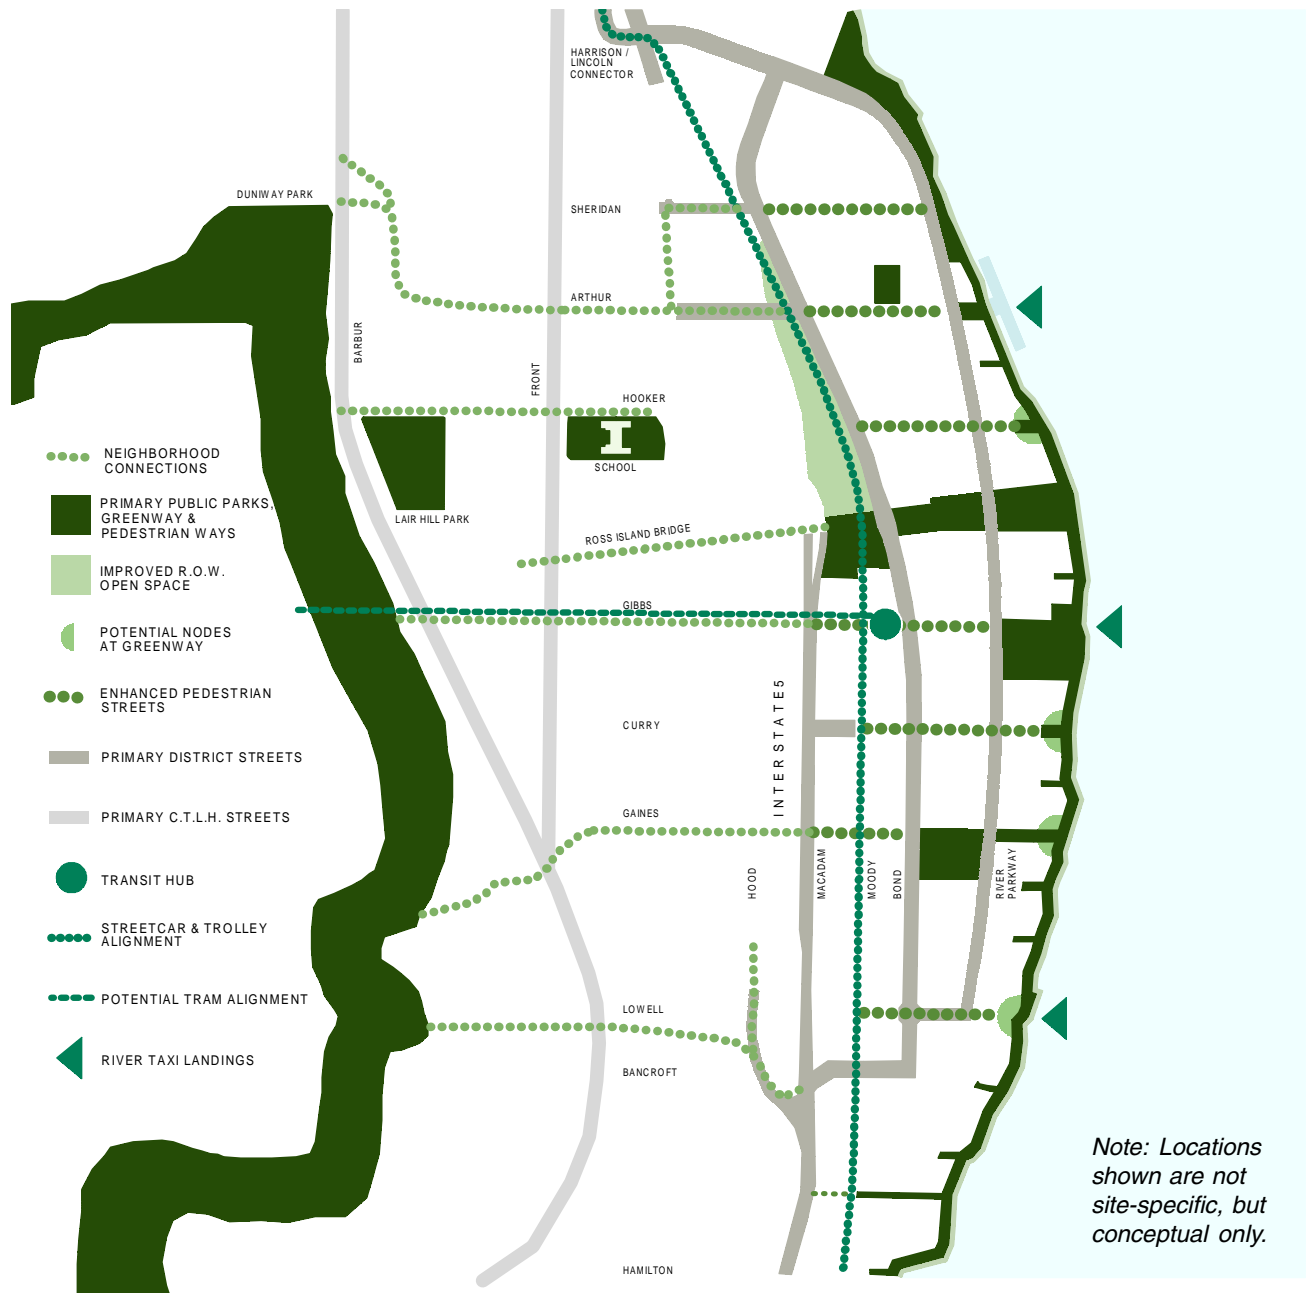 HARRISON /
LINCOLN
CONNECTOR
DUNIWAY PARK
SHERIDAN
ARTHUR
BARBUR
FRONT
HOOKER
SCHOOL
LAIR HILL PARK
ROSS ISLAND BRIDGE
GIBBS
CURRY
INTERSTATE5
GAINES
HOOD
MACADAM
MOODY
BOND
RIVER
PARKWAY
LOWELL
BANCROFT
HAMILTON
NEIGHBORHOOD
CONNECTIONS
PRIMARY PUBLIC PARKS,
GREENWAY &
PEDESTRIAN WAYS
IMPROVED R.O.W.
OPEN SPACE
POTENTIAL NODES
AT GREENWAY
ENHANCED PEDESTRIAN
STREETS
PRIMARY DISTRICT STREETS
PRIMARY C.T.L.H. STREETS
TRANSIT HUB
STREETCAR & TROLLEY
ALIGNMENT
POTENTIAL TRAM ALIGNMENT
RIVER TAXI LANDINGS
Note: Locations
shown are not
site-specific, but
conceptual only.